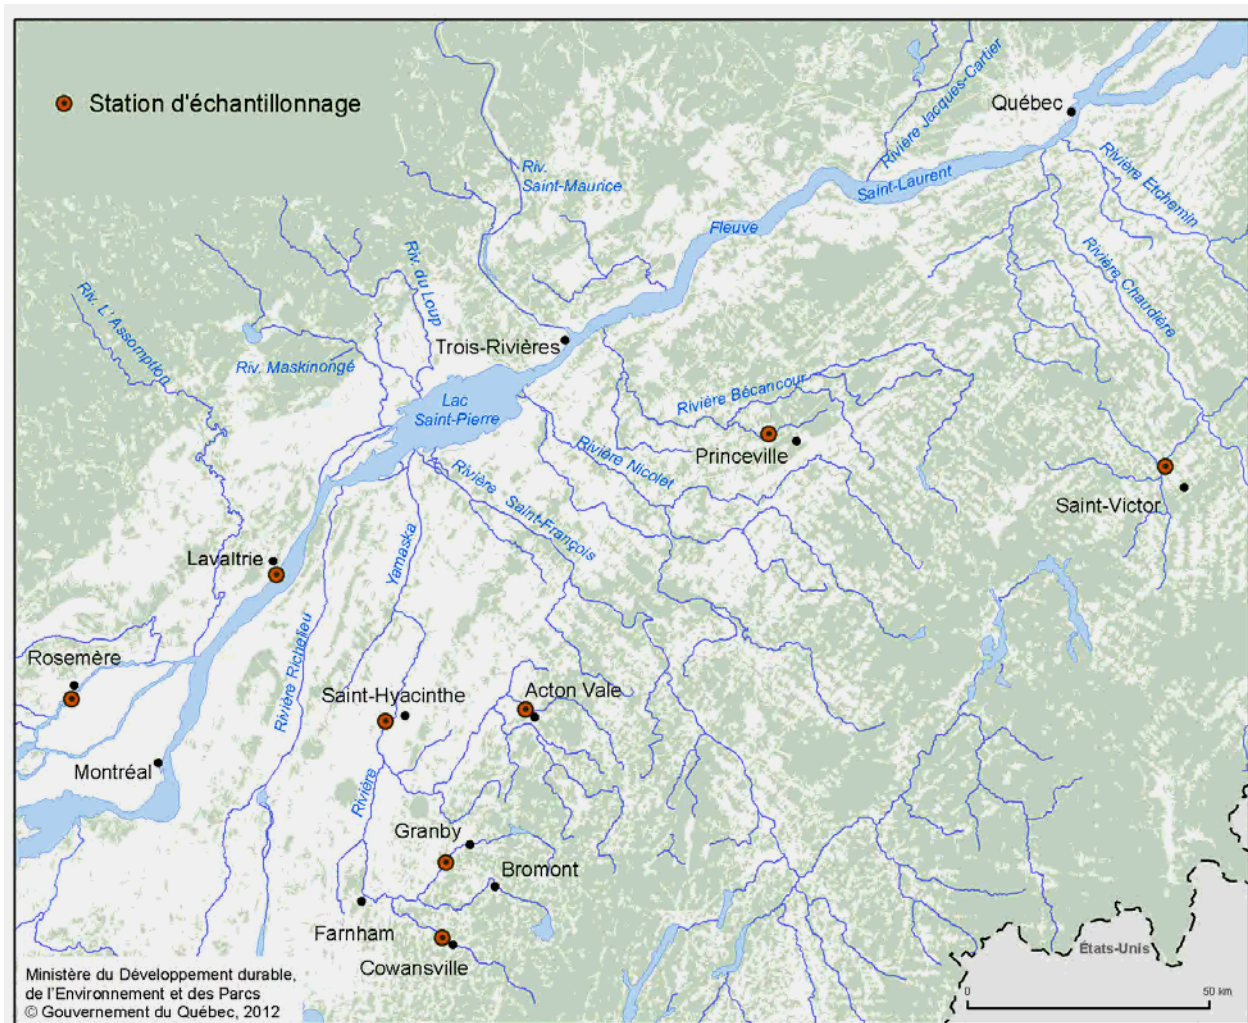 Station d'échantillonnage
Québec
Rivière Jacques-Cartier
Riv.
Saint-Maurice
Saint-Laurent
Rivière Etchemin
Fleuve
Riv. du Loup
Rivière Chaudière
Riv. L'Assomption
Trois-Rivières
Riv. Maskinongé
Lac
Saint-Pierre
Rivière Bécancour
Princeville
Rivière Nicolet
Rivière Saint-François
Saint-Victor
Yamaska
Lavaltrie
Rivière Richelieu
Rosemère
Saint-Hyacinthe
Acton Vale
Montréal
Rivière
Granby
Bromont
Farnham
Cowansville
États-Unis
Ministère du Développement durable,
de l'Environnement et des Parcs
© Gouvernement du Québec, 2012
0 50 km